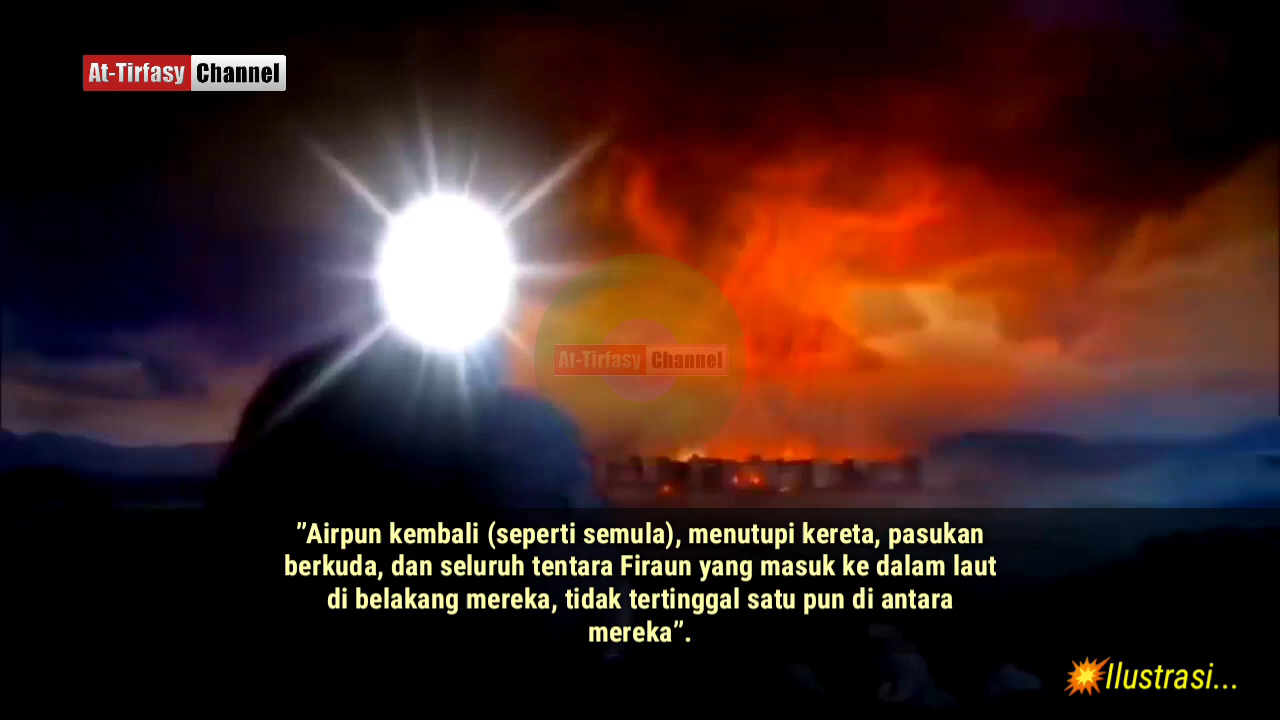 At-Tirfasy Channel
At-Tirfasy Channel
”Airpun kembali (seperti semula), menutupi kereta, pasukan
berkuda, dan seluruh tentara Firaun yang masuk ke dalam laut
di belakang mereka, tidak tertinggal satu pun di antara
mereka”.
Ilustrasi...